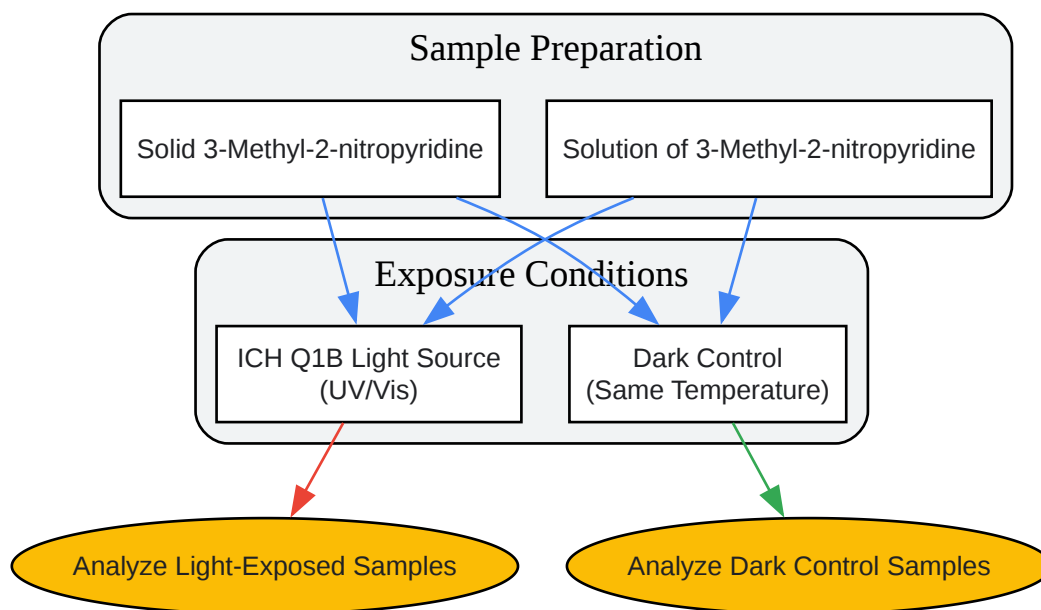 Sample Preparation
Solid 3-Methyl-2-nitropyridine
Solution of 3-Methyl-2-nitropyridine
Exposure Conditions
ICH Q1B Light Source
(UV/Vis)
Dark Control
(Same Temperature)
Analyze Light-Exposed Samples
Analyze Dark Control Samples